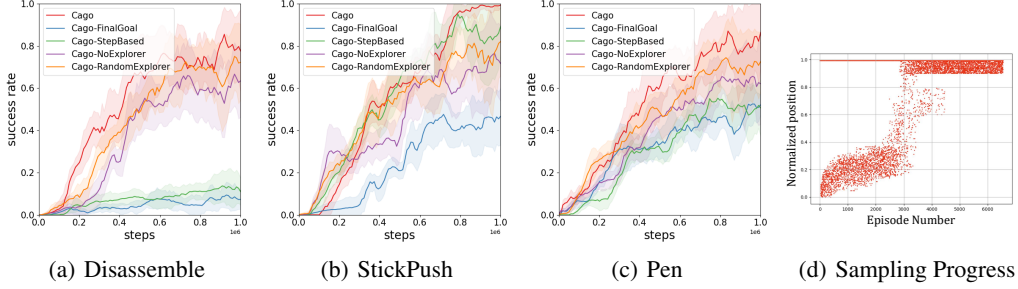 1.0
0.8
0.6
0.4
0.2
0.0
success rate
Cago
Cago-FinalGoal
Cago-StepBased
Cago-NoExplorer
Cago-RandomExplorer
0.0 0.2 0.4 0.6 0.8 1.0
1e6
steps
(a) Disassemble
1.0
0.8
0.6
0.4
0.2
0.0
success rate
Cago
Cago-FinalGoal
Cago-StepBased
Cago-NoExplorer
Cago-RandomExplorer
0.0 0.2 0.4 0.6 0.8 1.0
1e6
steps
(b) StickPush
1.0
0.8
0.6
0.4
0.2
0.0
success rate
Cago
Cago-FinalGoal
Cago-StepBased
Cago-NoExplorer
Cago-RandomExplorer
0.0 0.2 0.4 0.6 0.8 1.0
1e6
steps
(c) Pen
1.0
0.8
0.6
0.4
0.2
0.0
Normalized position
0 1000 2000 3000 4000 5000 6000
Episode Number
(d) Sampling Progress